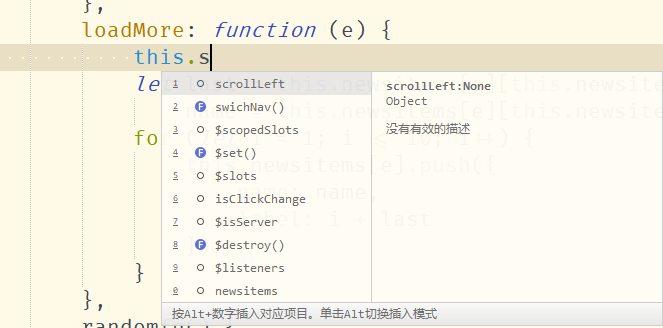 },
loadMore: function (e) {
this.s
1 scrollLeft
2 F swichNav()
3 $scopedSlots
4 F $set()
5 $slots
6 isClickChange
7 $isServer
8 F $destroy()
9 $listeners
0 newsitems
scrollLeft:None
Object
没有有效的描述
按Alt+数字插入对应项目。单击Alt切换插入模式
le
fo
name,
i + last
}
},